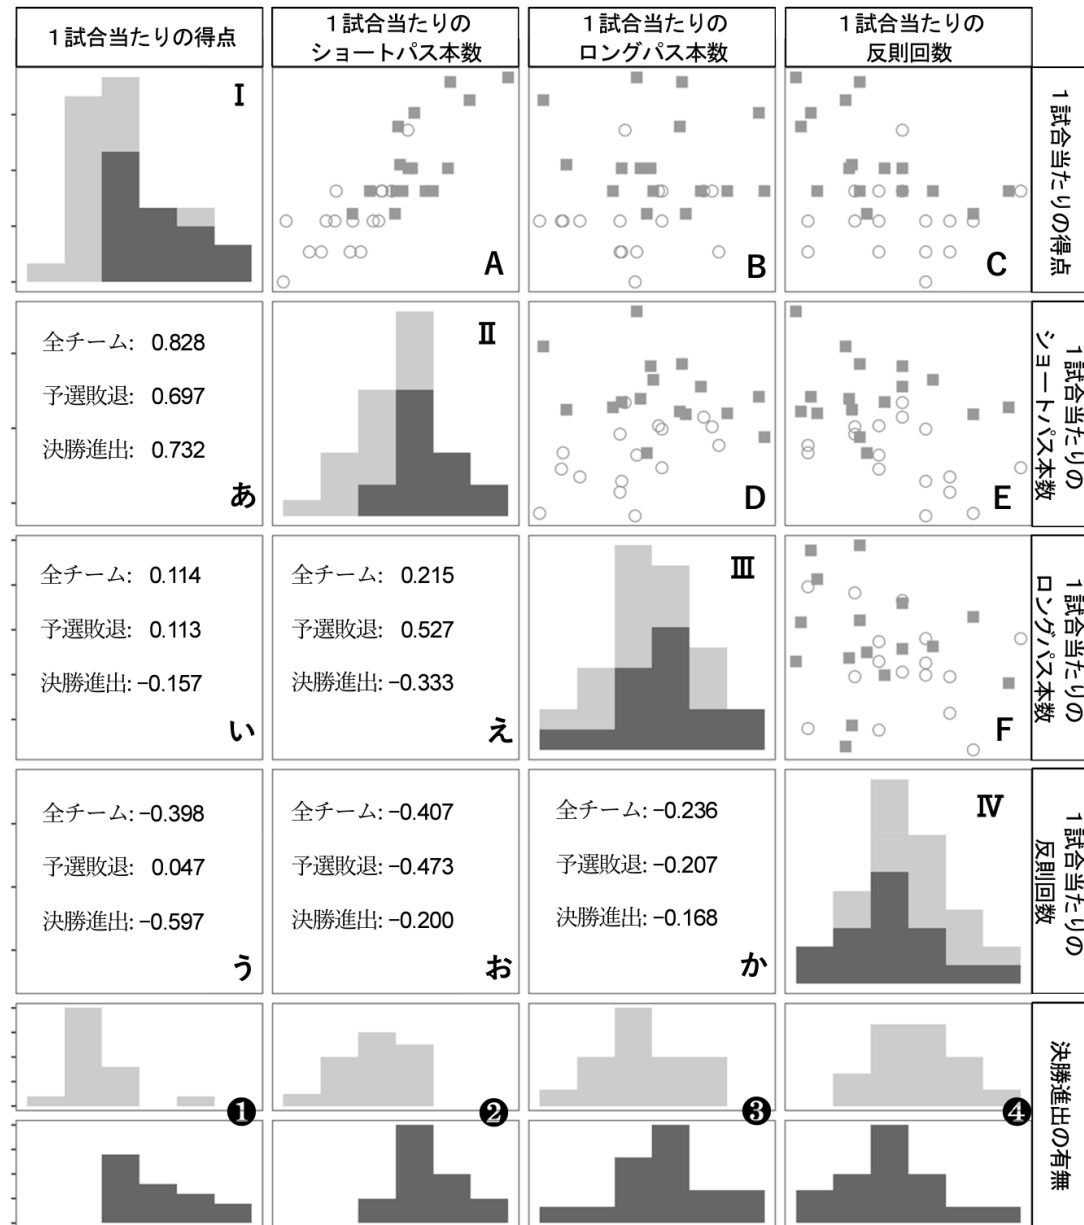 1試合当たりの得点
1試合当たりの
ショートパス本数
1試合当たりの
ロングパス本数
1試合当たりの
反則回数
I
A
B
C
1試合当たりの得点
全チーム: 0.828
予選敗退: 0.697
決勝進出: 0.732
あ
II
D
E
1試合当たりの
ショートパス本数
全チーム: 0.114
予選敗退: 0.113
決勝進出: −0.157
い
全チーム: 0.215
予選敗退: 0.527
決勝進出: −0.333
え
III
F
1試合当たりの
ロングパス本数
全チーム: −0.398
予選敗退: 0.047
決勝進出: −0.597
う
全チーム: −0.407
予選敗退: −0.473
決勝進出: −0.200
お
全チーム: −0.236
予選敗退: −0.207
決勝進出: −0.168
か
IV
1試合当たりの
反則回数
❶
❷
❸
❹
決勝進出の有無